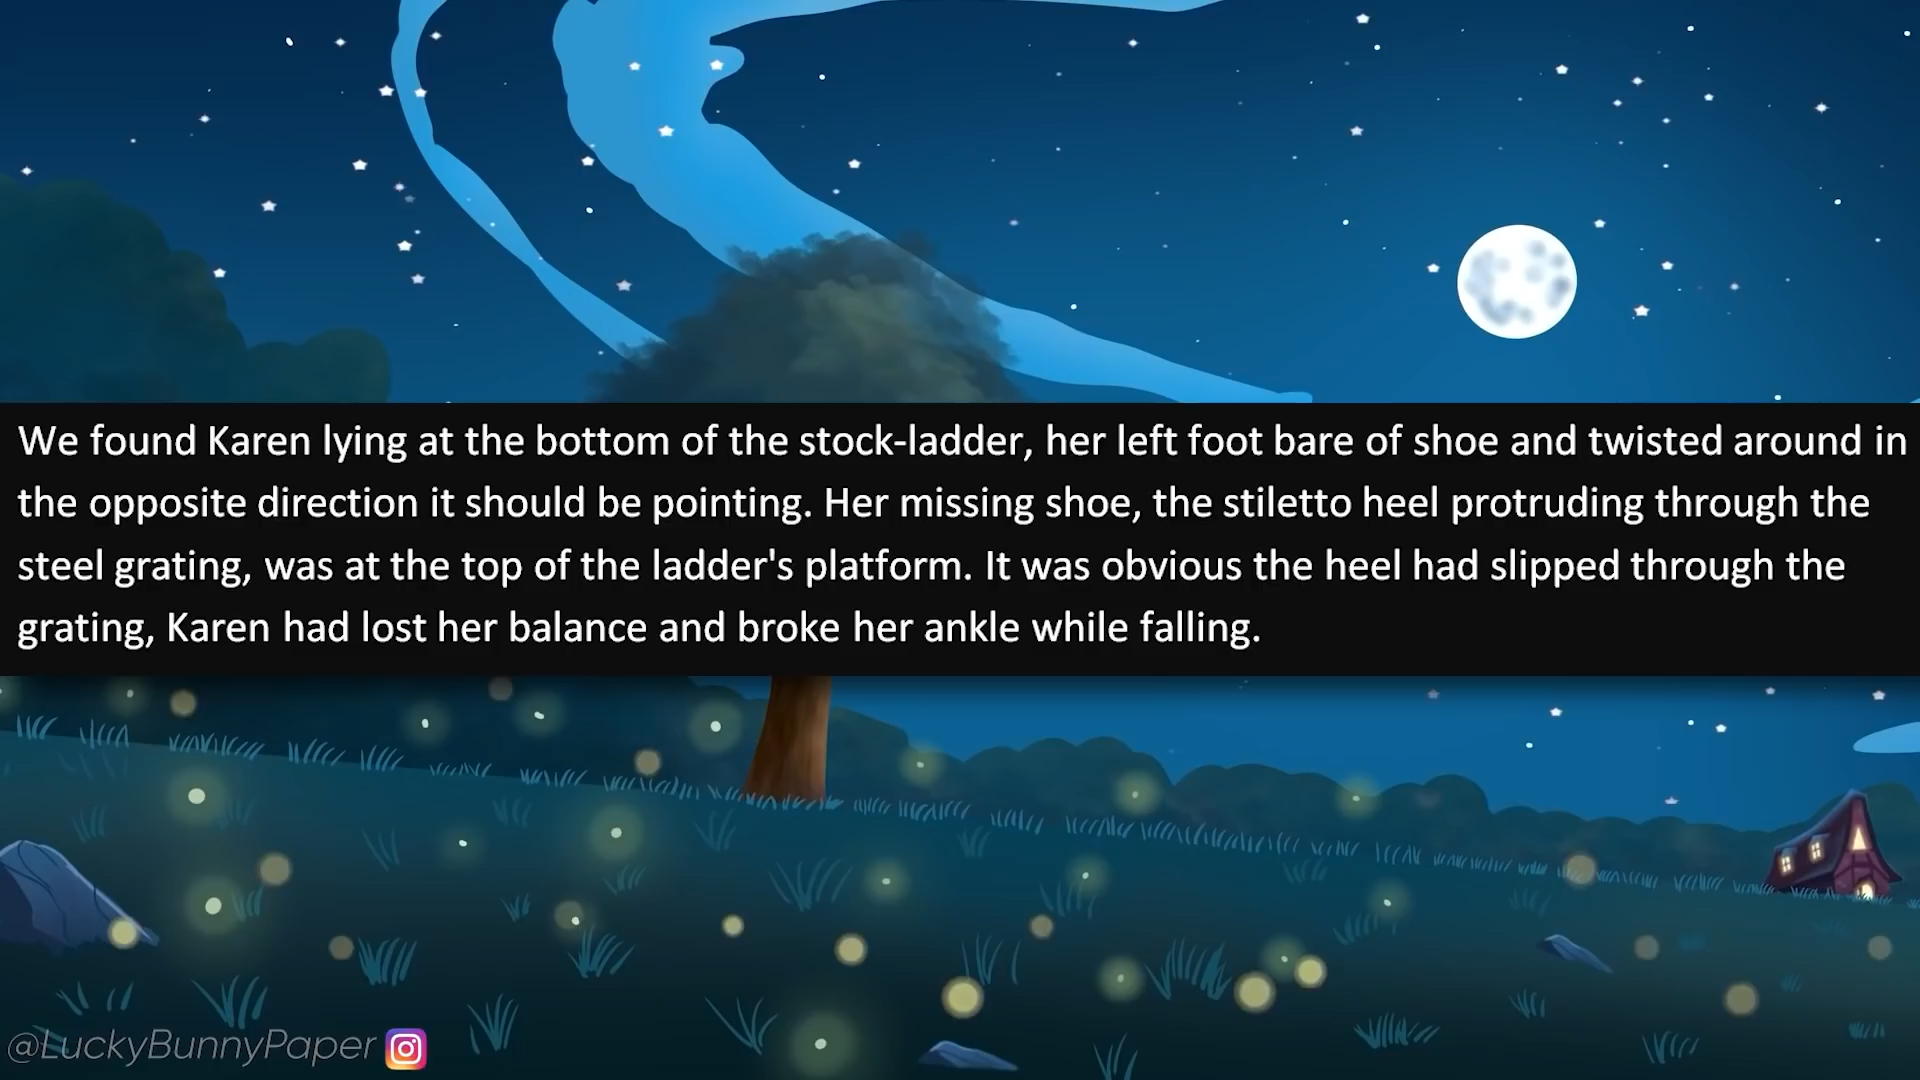 We found Karen lying at the bottom of the stock-ladder, her left foot bare of shoe and twisted around in
the opposite direction it should be pointing. Her missing shoe, the stiletto heel protruding through the
steel grating, was at the top of the ladder's platform. It was obvious the heel had slipped through the
grating, Karen had lost her balance and broke her ankle while falling.
@LuckyBunnyPaper